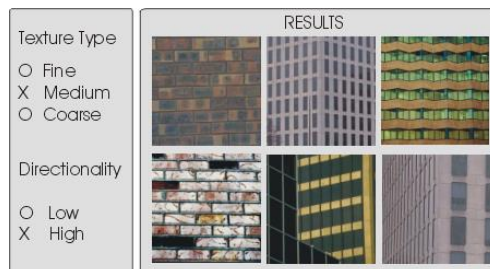 Texture Type
O Fine
X Medium
O Coarse
Directionality
O Low
X High
RESULTS